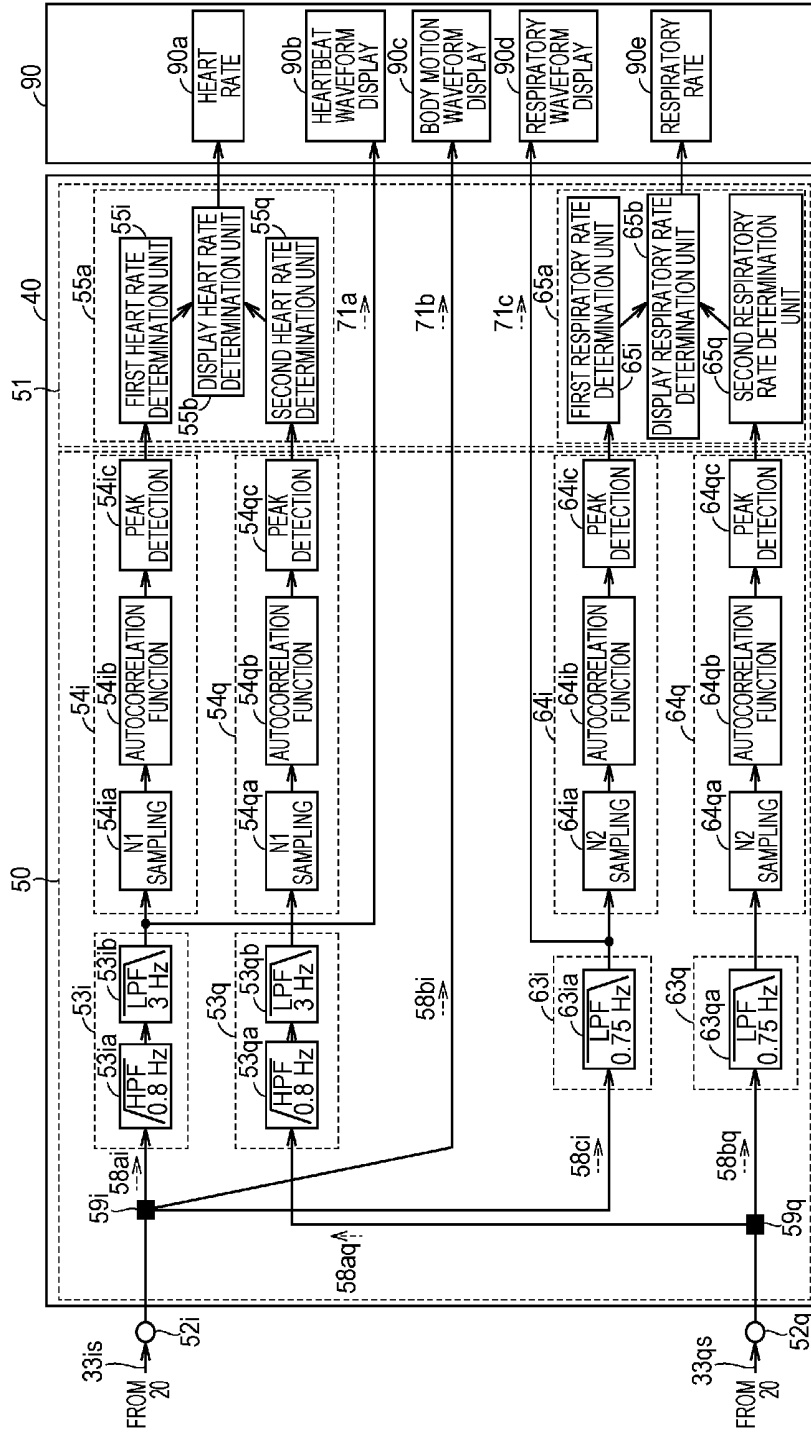 50
51
40
90
FROM 20
33is
52i
59i
58ai
53i
53ia
HPF
0.8 Hz
53ib
LPF
3 Hz
54i
54ia
N1
SAMPLING
54ib
AUTOCORRELATION
FUNCTION
54ic
PEAK
DETECTION
55a
55i
FIRST HEART RATE
DETERMINATION UNIT
55b
DISPLAY HEART RATE
DETERMINATION UNIT
55q
SECOND HEART RATE
DETERMINATION UNIT
90a
HEART
RATE
58aq
53q
53qa
HPF
0.8 Hz
53qb
LPF
3 Hz
54q
54qa
N1
SAMPLING
54qb
AUTOCORRELATION
FUNCTION
54qc
PEAK
DETECTION
71a
90b
HEARTBEAT
WAVEFORM
DISPLAY
58bi
71b
90c
BODY MOTION
WAVEFORM
DISPLAY
71c
90d
RESPIRATORY
WAVEFORM
DISPLAY
58ci
63i
63ia
LPF
0.75 Hz
64i
64ia
N2
SAMPLING
64ib
AUTOCORRELATION
FUNCTION
64ic
PEAK
DETECTION
65a
FIRST RESPIRATORY RATE
DETERMINATION UNIT
65i
65b
DISPLAY RESPIRATORY RATE
DETERMINATION UNIT
65q
SECOND RESPIRATORY
RATE DETERMINATION
UNIT
90e
RESPIRATORY
RATE
FROM 20
33qs
52q
59q
58bq
63q
63qa
LPF
0.75 Hz
64q
64qa
N2
SAMPLING
64qb
AUTOCORRELATION
FUNCTION
64qc
PEAK
DETECTION